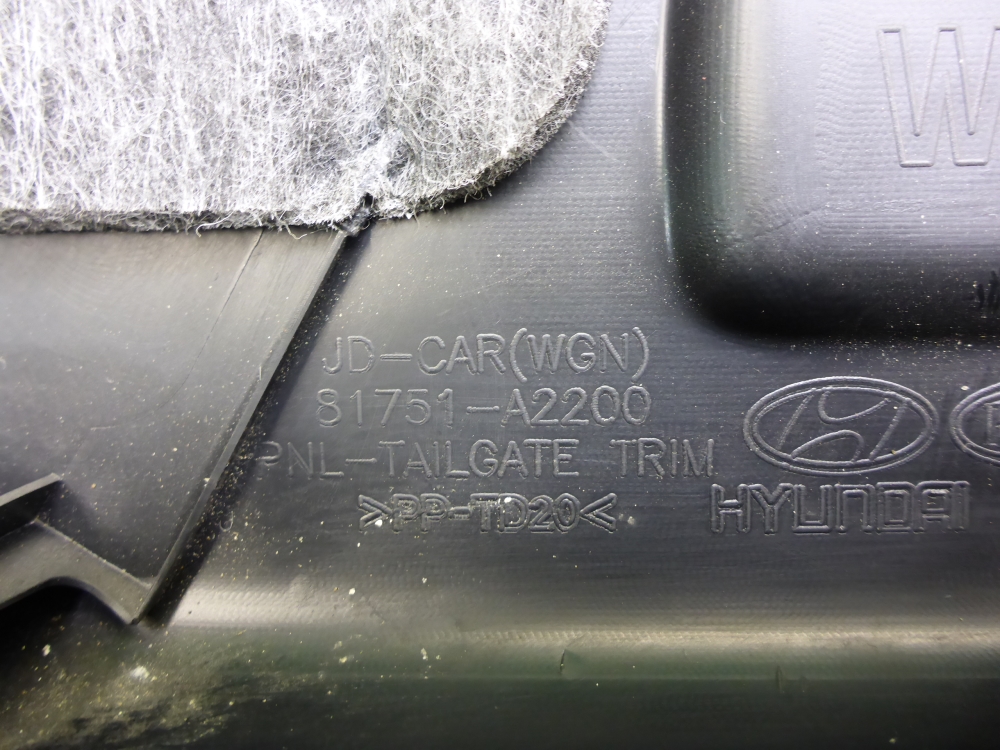 W
JD-CAR(WGN)
81751-A2200
PNL-TAILGATE TRIM
>PP-TD20<
HYUNDAI